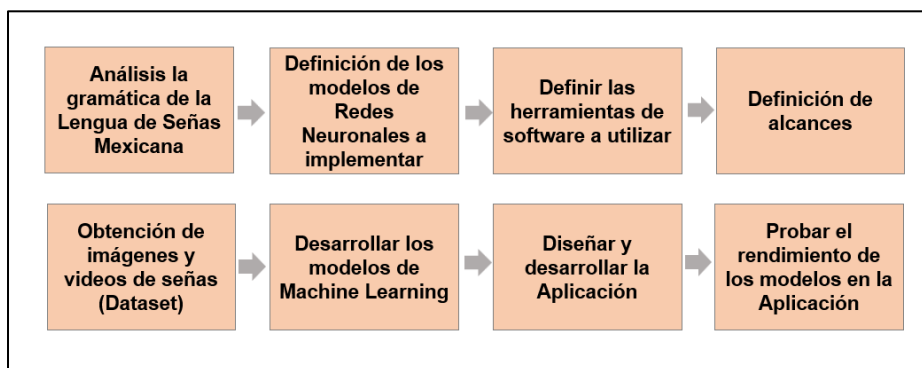 Análisis la
gramática de la
Lengua de Señas
Mexicana
Definición de los
modelos de
Redes
Neuronales a
implementar
Definir las
herramientas de
software a utilizar
Definición de
alcances
Obtención de
imágenes y
videos de señas
(Dataset)
Desarrollar los
modelos de
Machine Learning
Diseñar y
desarrollar la
Aplicación
Probar el
rendimiento de
los modelos en la
Aplicación